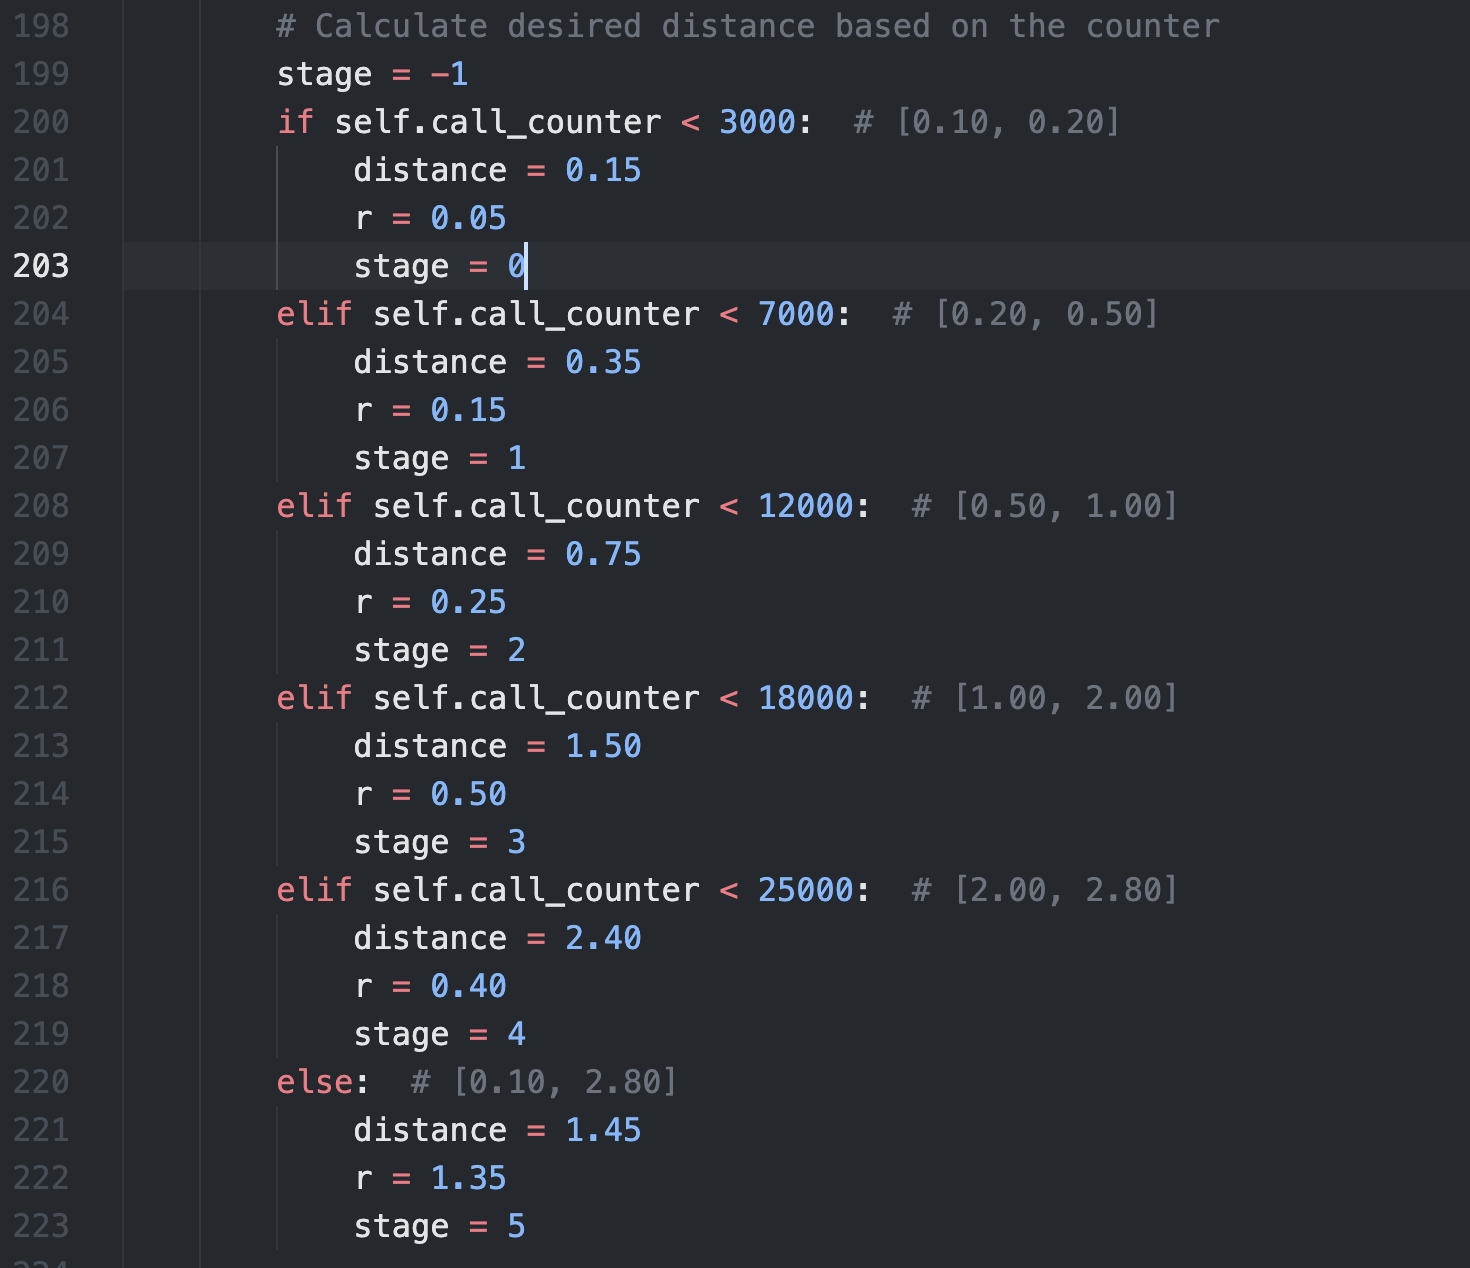 198 # Calculate desired distance based on the counter
199 stage = -1
200 if self.call_counter < 3000:  # [0.10, 0.20]
201     distance = 0.15
202     r = 0.05
203     stage = 0
204 elif self.call_counter < 7000:  # [0.20, 0.50]
205     distance = 0.35
206     r = 0.15
207     stage = 1
208 elif self.call_counter < 12000:  # [0.50, 1.00]
209     distance = 0.75
210     r = 0.25
211     stage = 2
212 elif self.call_counter < 18000:  # [1.00, 2.00]
213     distance = 1.50
214     r = 0.50
215     stage = 3
216 elif self.call_counter < 25000:  # [2.00, 2.80]
217     distance = 2.40
218     r = 0.40
219     stage = 4
220 else:  # [0.10, 2.80]
221     distance = 1.45
222     r = 1.35
223     stage = 5